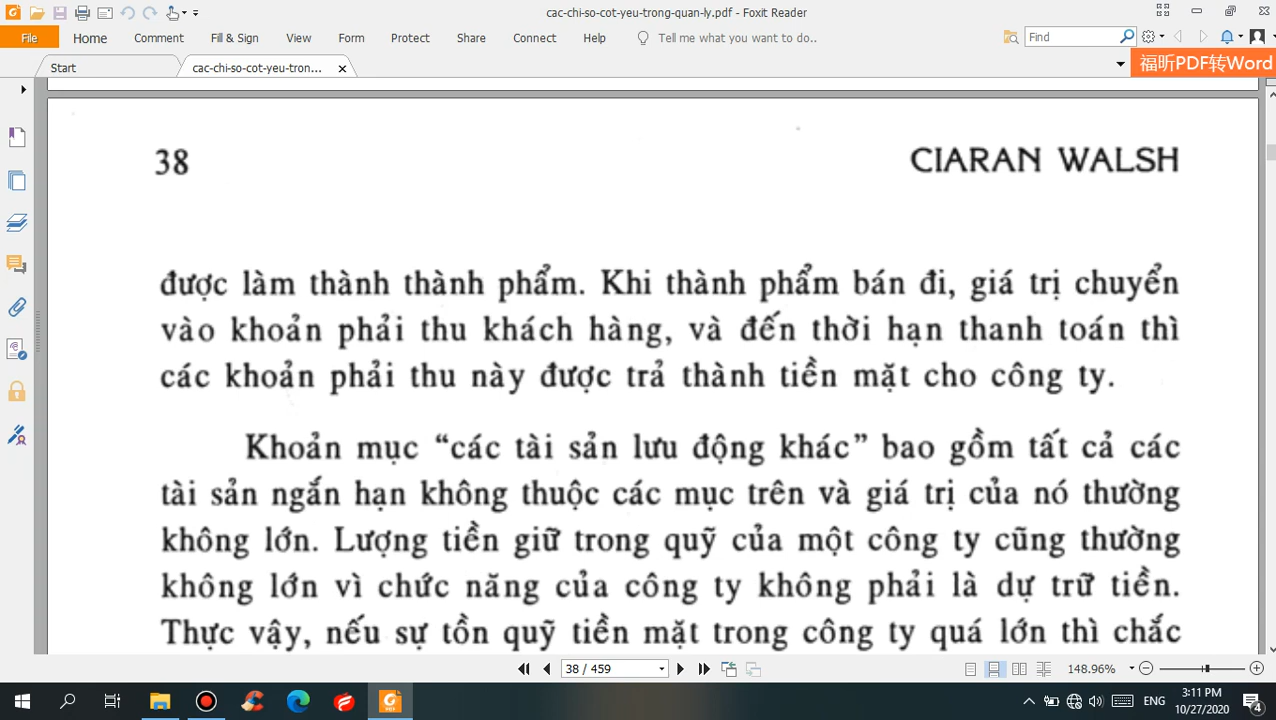 cac-chi-so-cot-yeu-trong-quan-ly.pdf - Foxit Reader
File Home Comment Fill & Sign View Form Protect Share Connect Help Tell me what you want to do.. Find
Start cac-chi-so-cot-yeu-tron... 福昕PDF转Word
38 CIARAN WALSH
được làm thành thành phẩm. Khi thành phẩm bán đi, giá trị chuyển
vào khoản phải thu khách hàng, và đến thời hạn thanh toán thì
các khoản phải thu này được trả thành tiền mặt cho công ty.
Khoản mục “các tài sản lưu động khác” bao gồm tất cả các
tài sản ngắn hạn không thuộc các mục trên và giá trị của nó thường
không lớn. Lượng tiền giữ trong quỹ của một công ty cũng thường
không lớn vì chức năng của công ty không phải là dự trữ tiền.
Thực vậy, nếu sự tồn quỹ tiền mặt trong công ty quá lớn thì chắc
38 / 459 148.96%
ENG 3:11 PM
10/27/2020 4